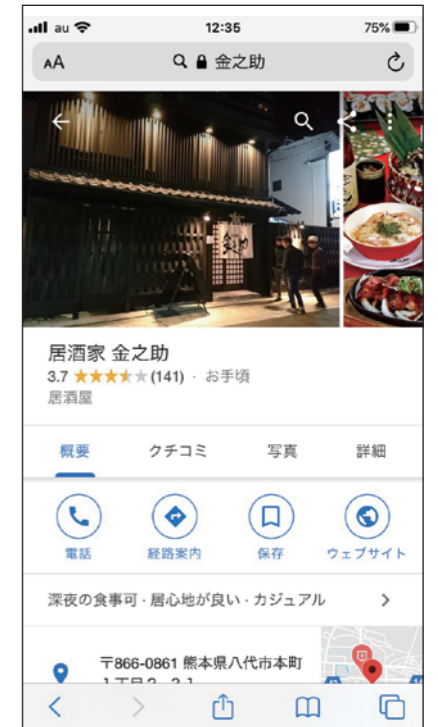 au 12:35 75%
AA 金之助
居酒家 金之助
3.7 (141) · お手頃
居酒屋
概要 クチコミ 写真 詳細
電話 経路案内 保存 ウェブサイト
深夜の食事可 · 居心地が良い · カジュアル
〒866-0861 熊本県八代市本町